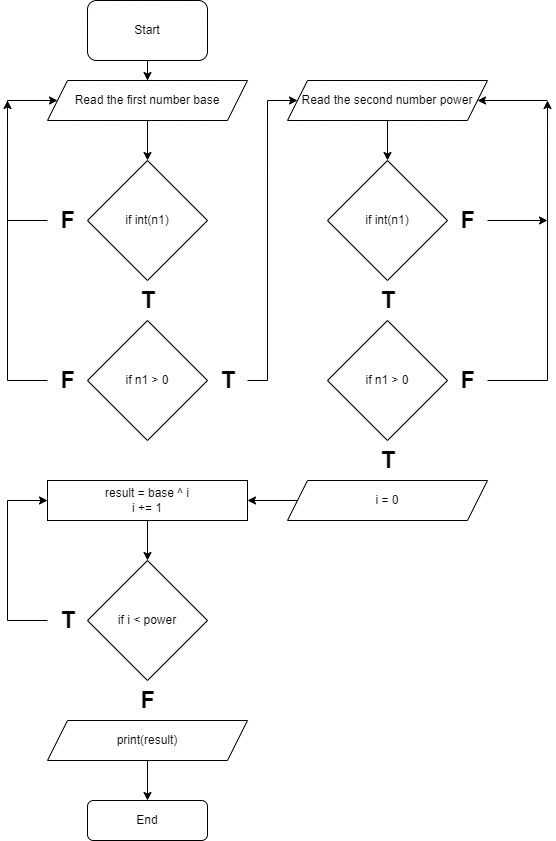 Start
Read the first number base
Read the second number power
F
if int(n1)
if int(n1)
F
T
T
F
if n1 > 0
T
if n1 > 0
F
T
result = base ^ i
i += 1
i = 0
T
if i < power
F
print(result)
End